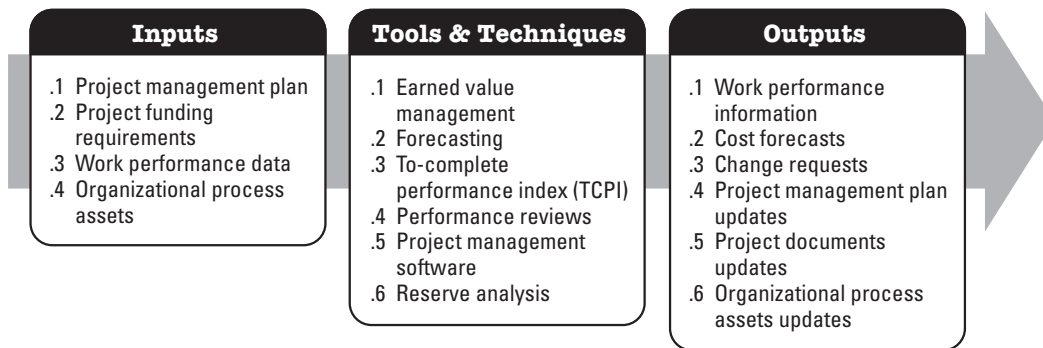 Inputs
.1 Project management plan
.2 Project funding
requirements
.3 Work performance data
.4 Organizational process
assets
Tools & Techniques
.1 Earned value
management
.2 Forecasting
.3 To-complete
performance index (TCPI)
.4 Performance reviews
.5 Project management
software
.6 Reserve analysis
Outputs
.1 Work performance
information
.2 Cost forecasts
.3 Change requests
.4 Project management plan
updates
.5 Project documents
updates
.6 Organizational process
assets updates